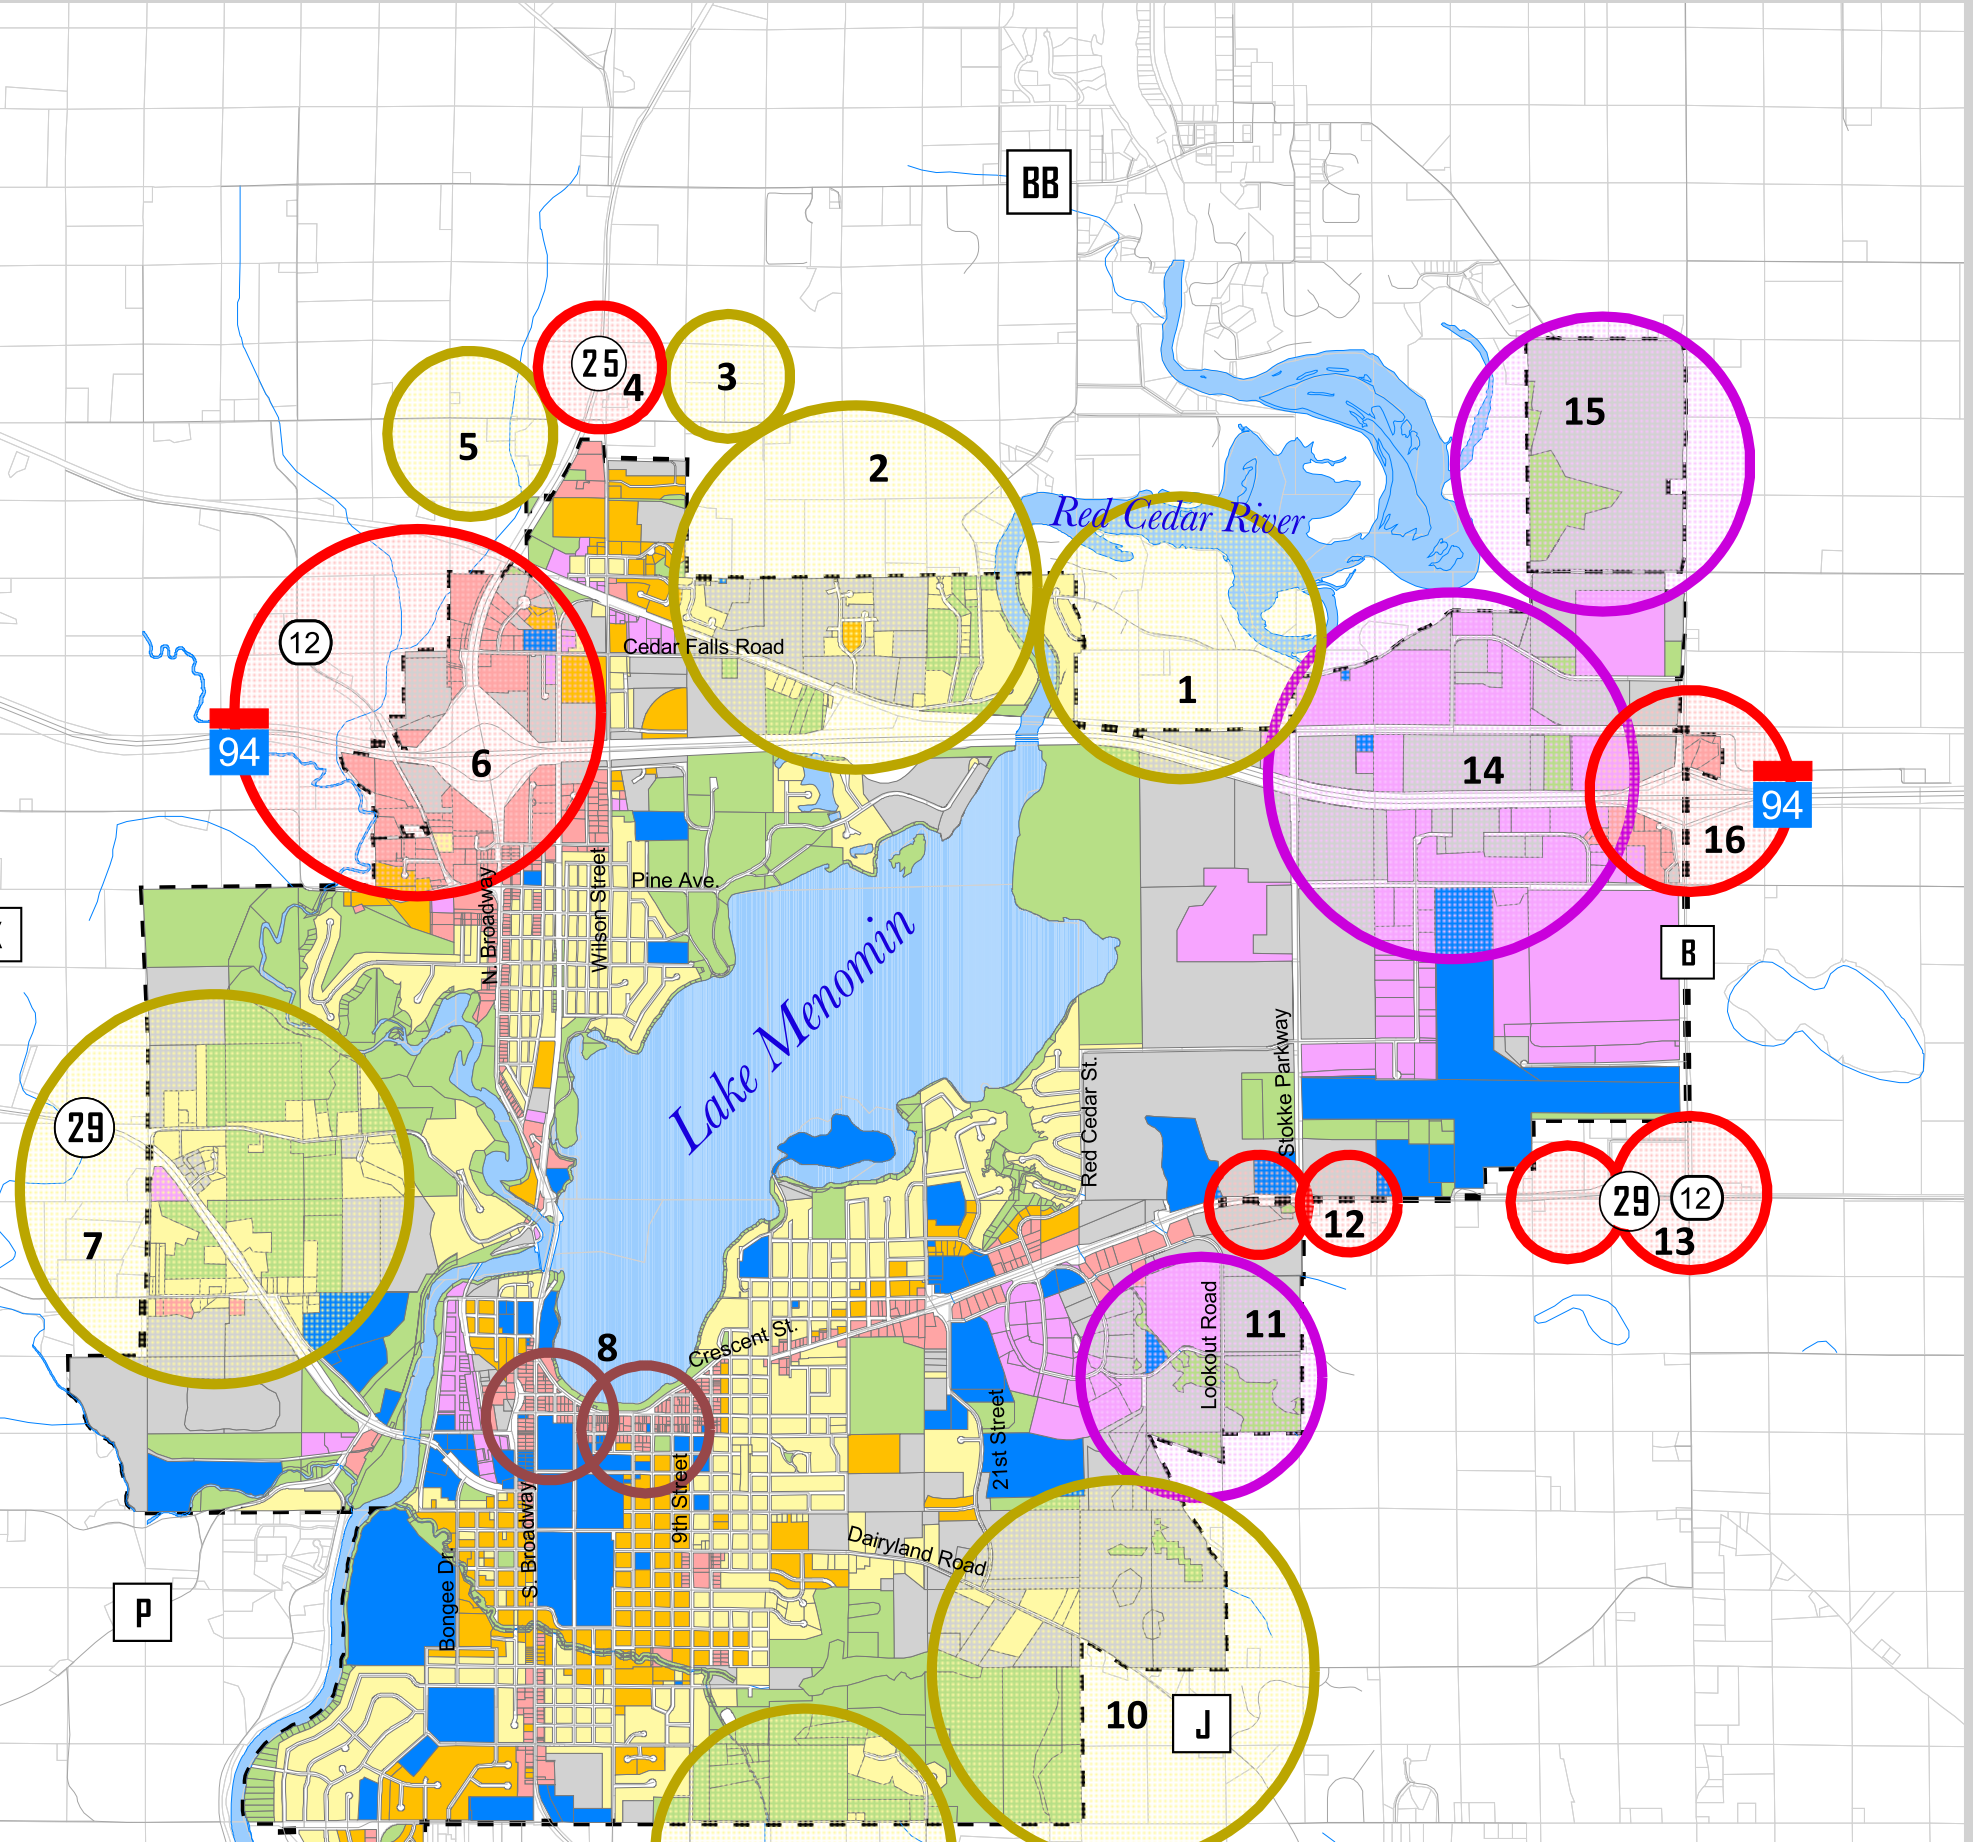 BB
25
4
3
15
5
2
Red Cedar River
12
Cedar Falls Road
1
94
6
14
94
16
Pine Ave.
N. Broadway
Wilson Street
Lake Menomin
B
29
7
Red Cedar St.
Stokke Parkway
12
29
12
13
8
Crescent St.
Lookout Road
11
21st Street
9th Street
S. Broadway
Bongee Dr.
Dairyland Road
P
10
J